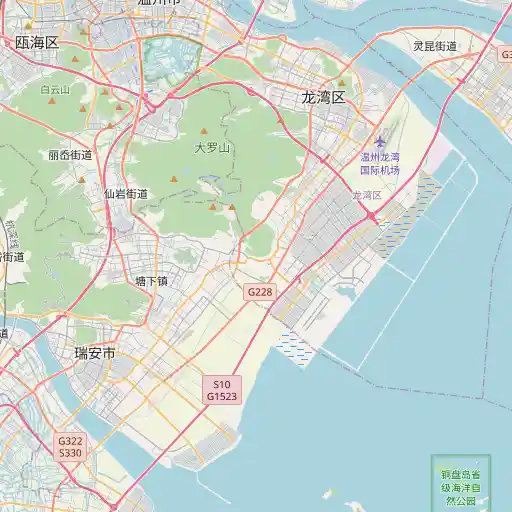 温州市
瓯海区
灵昆街道
白云山
龙湾区
大罗山
温州龙湾
国际机场
丽岙街道
仙岩街道
龙湾区
杭深线
街道
塘下镇
G228
瑞安市
S10
G1523
G322
S330
铜盘岛省
级海洋自
然公园